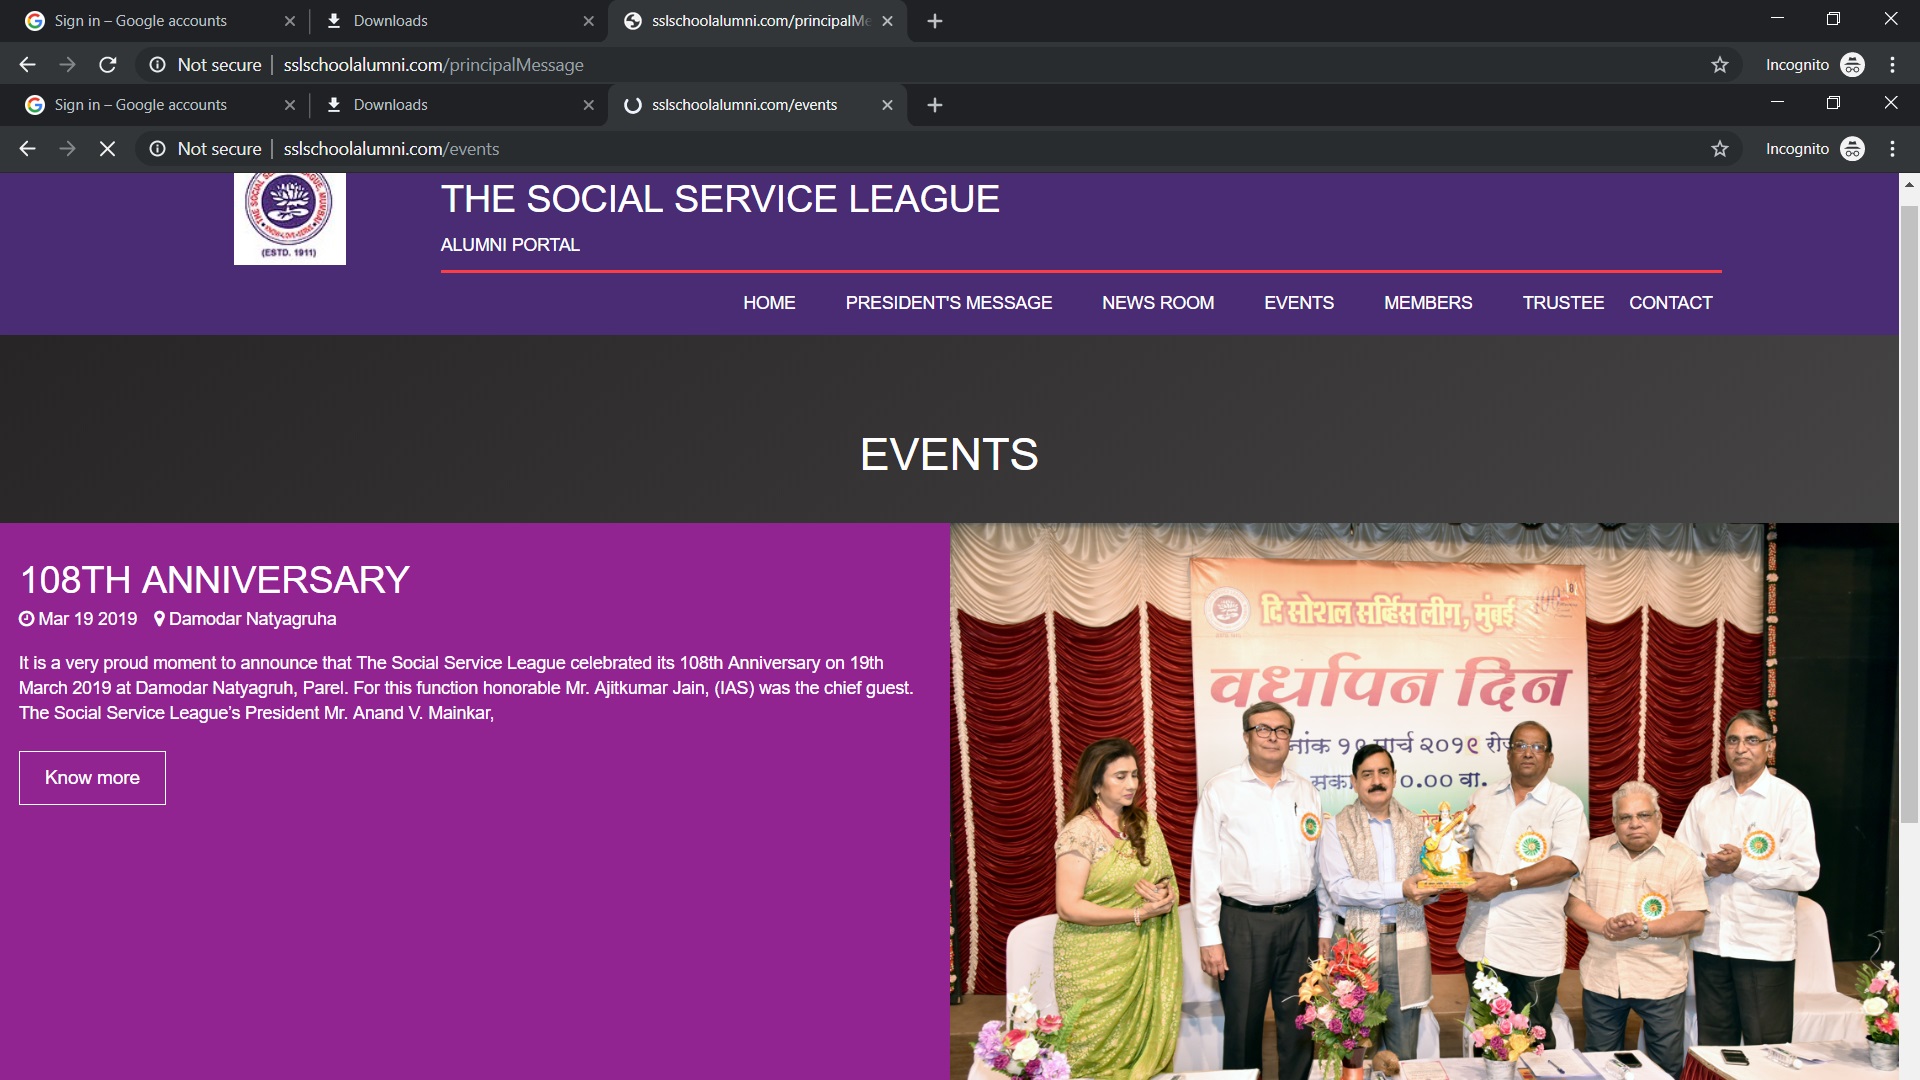 Sign in – Google accounts
Downloads
sslschoolalumni.com/principalMe
Not secure
sslschoolalumni.com/principalMessage
Incognito
Sign in – Google accounts
Downloads
sslschoolalumni.com/events
Not secure
sslschoolalumni.com/events
Incognito
(ESTD. 1911)
THE SOCIAL SERVICE LEAGUE
ALUMNI PORTAL
HOME PRESIDENT'S MESSAGE NEWS ROOM EVENTS MEMBERS TRUSTEE CONTACT
EVENTS
108TH ANNIVERSARY
Mar 19 2019 Damodar Natyagruha
It is a very proud moment to announce that The Social Service League celebrated its 108th Anniversary on 19th
March 2019 at Damodar Natyagruh, Parel. For this function honorable Mr. Ajitkumar Jain, (IAS) was the chief guest.
The Social Service League’s President Mr. Anand V. Mainkar,
Know more
दि सोशल सर्व्हिस लीग, मुंबई
वर्धापन दिन
१९ मार्च २०१९
०.०० वा.